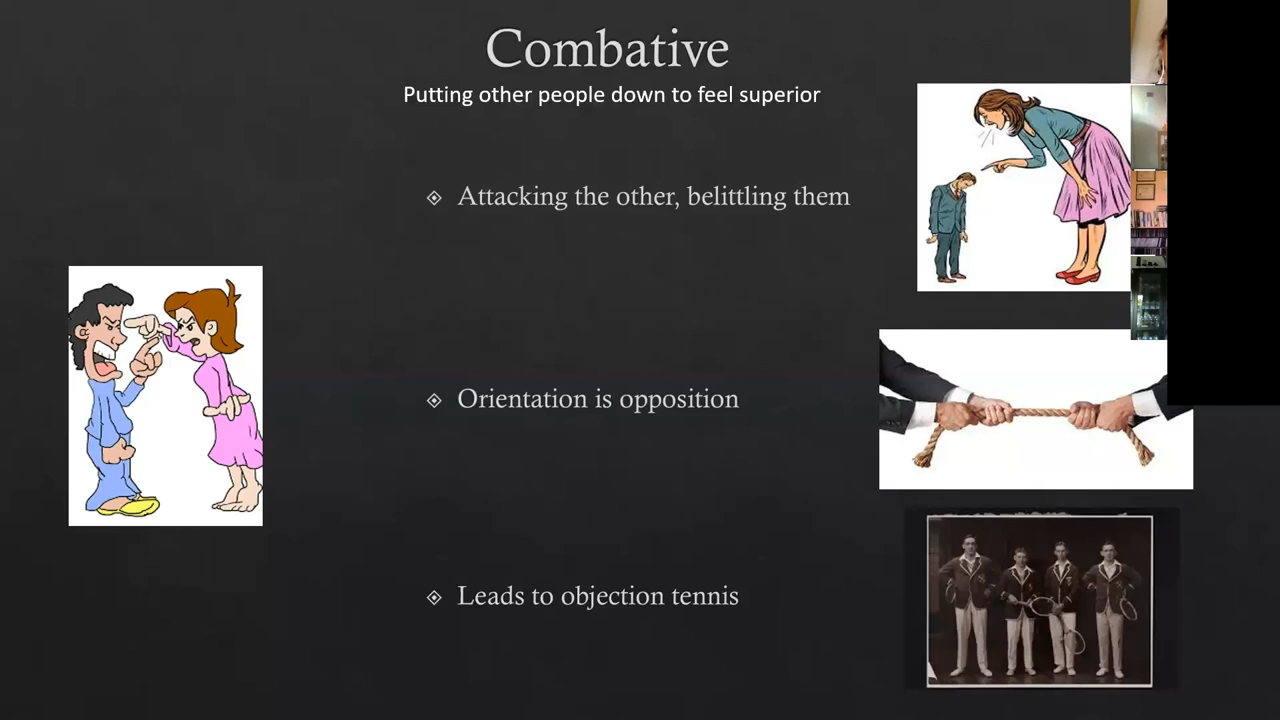 Combative
Putting other people down to feel superior
Attacking the other, belittling them
Orientation is opposition
Leads to objection tennis